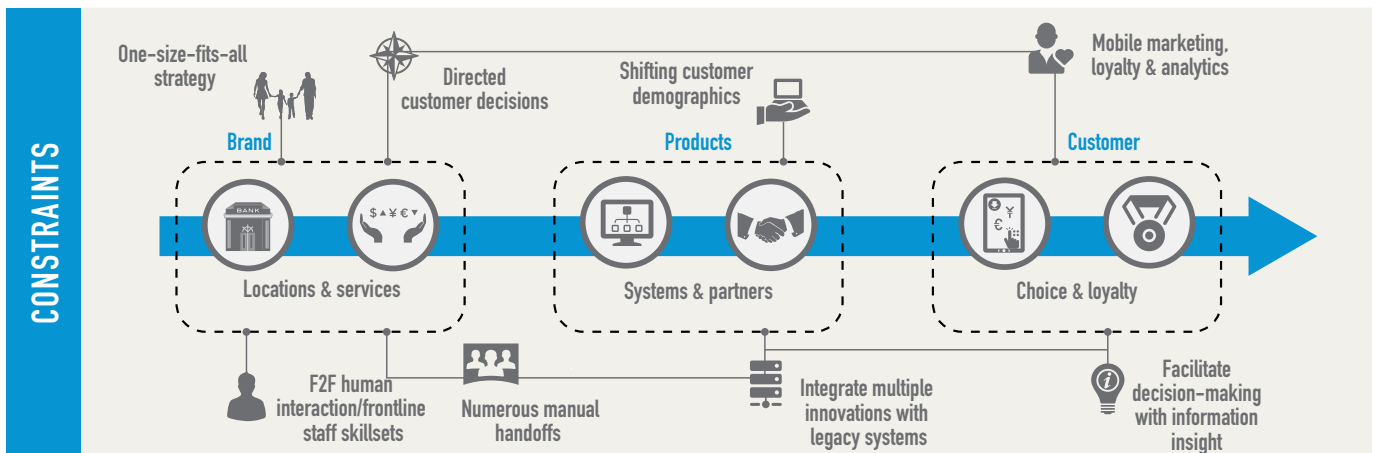 CONSTRAINTS
One-size-fits-all
strategy
Directed
customer decisions
Shifting customer
demographics
Mobile marketing,
loyalty & analytics
Brand
Products
Customer
BANK
$ ▲ ¥ € ▼
¥
€
Locations & services
Systems & partners
Choice & loyalty
F2F human
interaction/frontline
staff skillsets
Numerous manual
handoffs
Integrate multiple
innovations with
legacy systems
i
Facilitate
decision-making
with information
insight